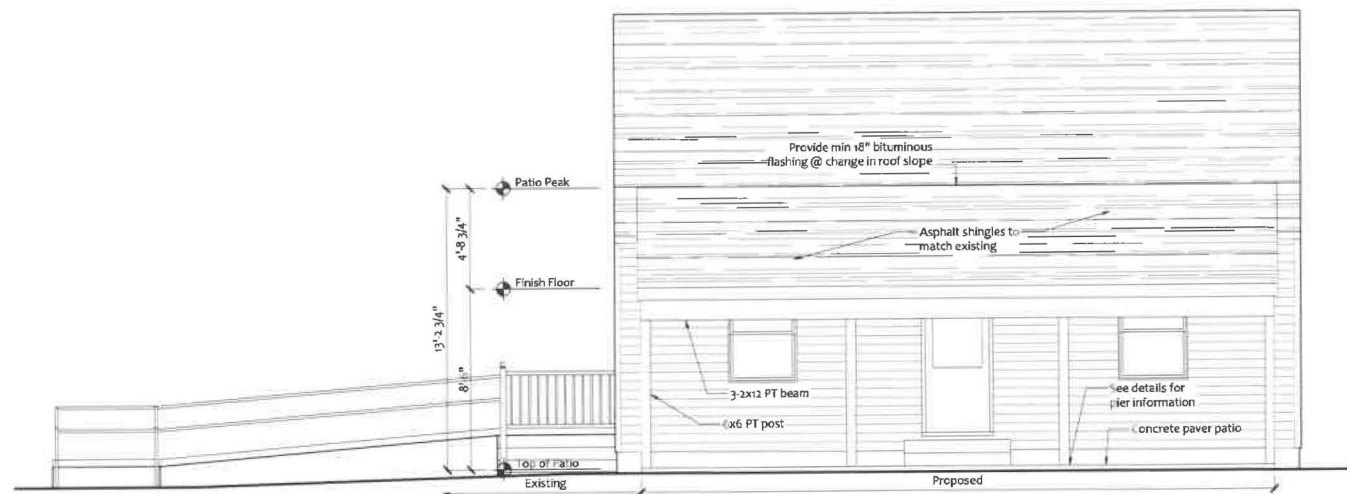 Provide min 18" bituminous
flashing @ change in roof slope
Patio Peak
Asphalt shingles to
match existing
4'-8 3/4"
Finish Floor
13'-2 3/4"
8'-6"
3-2x12 PT beam
6x6 PT post
See details for
pier information
Concrete paver patio
Top of Patio
Existing
Proposed